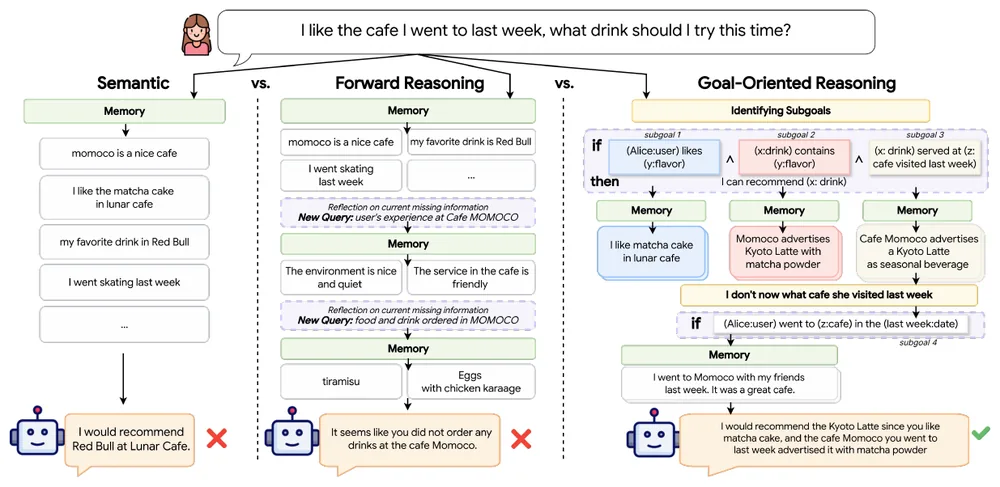 I like the cafe I went to last week, what drink should I try this time?
Semantic
vs.
Forward Reasoning
vs.
Goal-Oriented Reasoning
Memory
momoco is a nice cafe
I like the matcha cake
in lunar cafe
my favorite drink in Red Bull
I went skating last week
...
I would recommend
Red Bull at Lunar Cafe.
Memory
momoco is a nice cafe
my favorite drink is Red Bull
I went skating
last week
...
Reflection on current missing information
New Query: user's experience at Cafe MOMOCO
Memory
The environment is nice
and quiet
The service in the cafe is
friendly
Reflection on current missing information
New Query: food and drink ordered in MOMOCO
Memory
tiramisu
Eggs
with chicken karaage
It seems like you did not order any
drinks at the cafe Momoco.
Identifying Subgoals
subgoal 1
subgoal 2
subgoal 3
if
(Alice:user) likes
(y:flavor)
^
(x:drink) contains
(y:flavor)
^
(x: drink) served at (z:
cafe visited last week)
then
I can recommend (x: drink)
Memory
Memory
Memory
I like matcha cake
in lunar cafe
Momoco advertises
Kyoto Latte with
matcha powder
Cafe Momoco advertises
a Kyoto Latte
as seasonal beverage
I don't now what cafe she visited last week
if
(Alice:user) went to (z:cafe) in the (last week:date)
subgoal 4
Memory
I went to Momoco with my friends
last week. It was a great cafe.
I would recommend the Kyoto Latte since you like
matcha cake, and the cafe Momoco you went to
last week advertised it with matcha powder